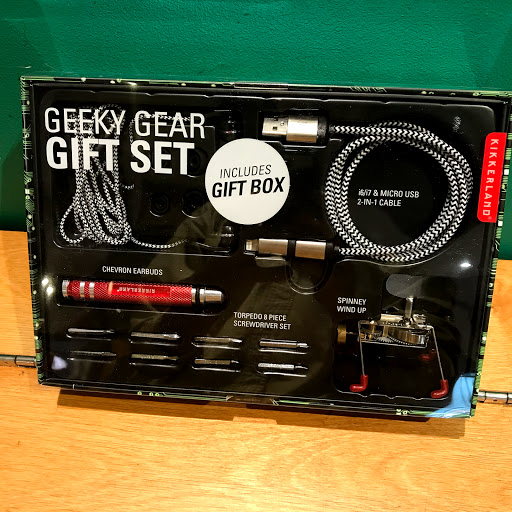 GEEKY GEAR
GIFT SET
INCLUDES
GIFT BOX
KIKKERLAND
i6/i7 & MICRO USB
2-IN-1 CABLE
CHEVRON EARBUDS
KIKKERLAND
TORPEDO 8 PIECE
SCREWDRIVER SET
SPINNEY
WIND UP